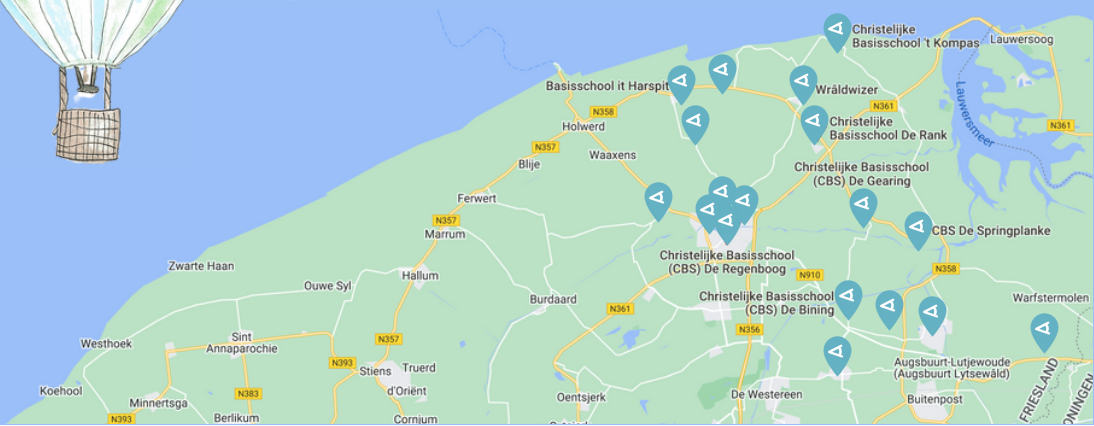 Christelijke
Basisschool 't Kompas
Lauwersoog
Basisschool it Harspit
Wrâldwizer
N358
N361
Lauwersmeer
Holwerd
Christelijke
Basisschool De Rank
N361
N357
Waaxens
Blije
Christelijke Basisschool
(CBS) De Gearing
Ferwert
N357
Marrum
CBS De Springplanke
Christelijke Basisschool
(CBS) De Regenboog
Zwarte Haan
Hallum
N910
N358
Ouwe Syl
Burdaard
Christelijke Basisschool
(CBS) De Bining
Warfstermolen
N361
N356
Westhoek
Sint
Annaparochie
N357
N393
Stiens
Truerd
d'Oriënt
Augsbuurt-Lutjewoude
(Augsbuurt Lytsewâld)
Koehool
Minnertsga
N383
Oentsjerk
De Westereen
Buitenpost
FRIESLAND
N393
Berlikum
Cornjum